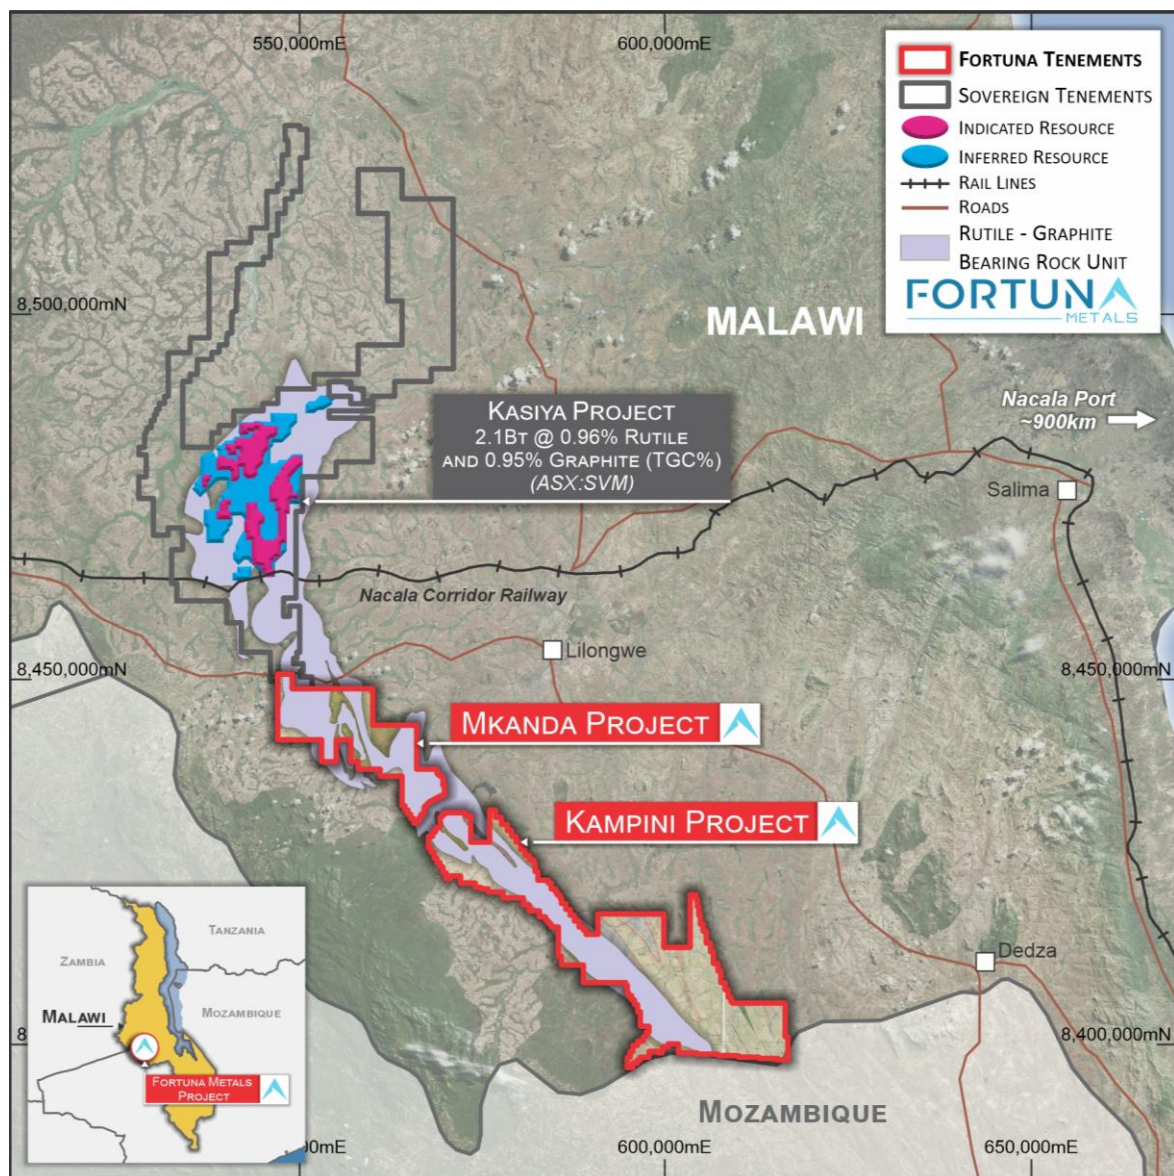 550,000mE
600,000mE
FORTUNA TENEMENTS
SOVEREIGN TENEMENTS
INDICATED RESOURCE
INFERRED RESOURCE
RAIL LINES
ROADS
RUTILE - GRAPHITE
BEARING ROCK UNIT
FORTUNA
METALS
8,500,000mN
MALAWI
Nacala Port
~900km
KASIYA PROJECT
2.1BT @ 0.96% RUTILE
AND 0.95% GRAPHITE (TGC%)
(ASX:SVM)
Salima
Nacala Corridor Railway
Lilongwe
8,450,000mN
8,450,000mN
MKANDA PROJECT
KAMPINI PROJECT
TANZANIA
ZAMBIA
MALAWI
MOZAMBIQUE
FORTUNA METALS
PROJECT
Dedza
8,400,000mN
MOZAMBIQUE
600,000mE
650,000mE